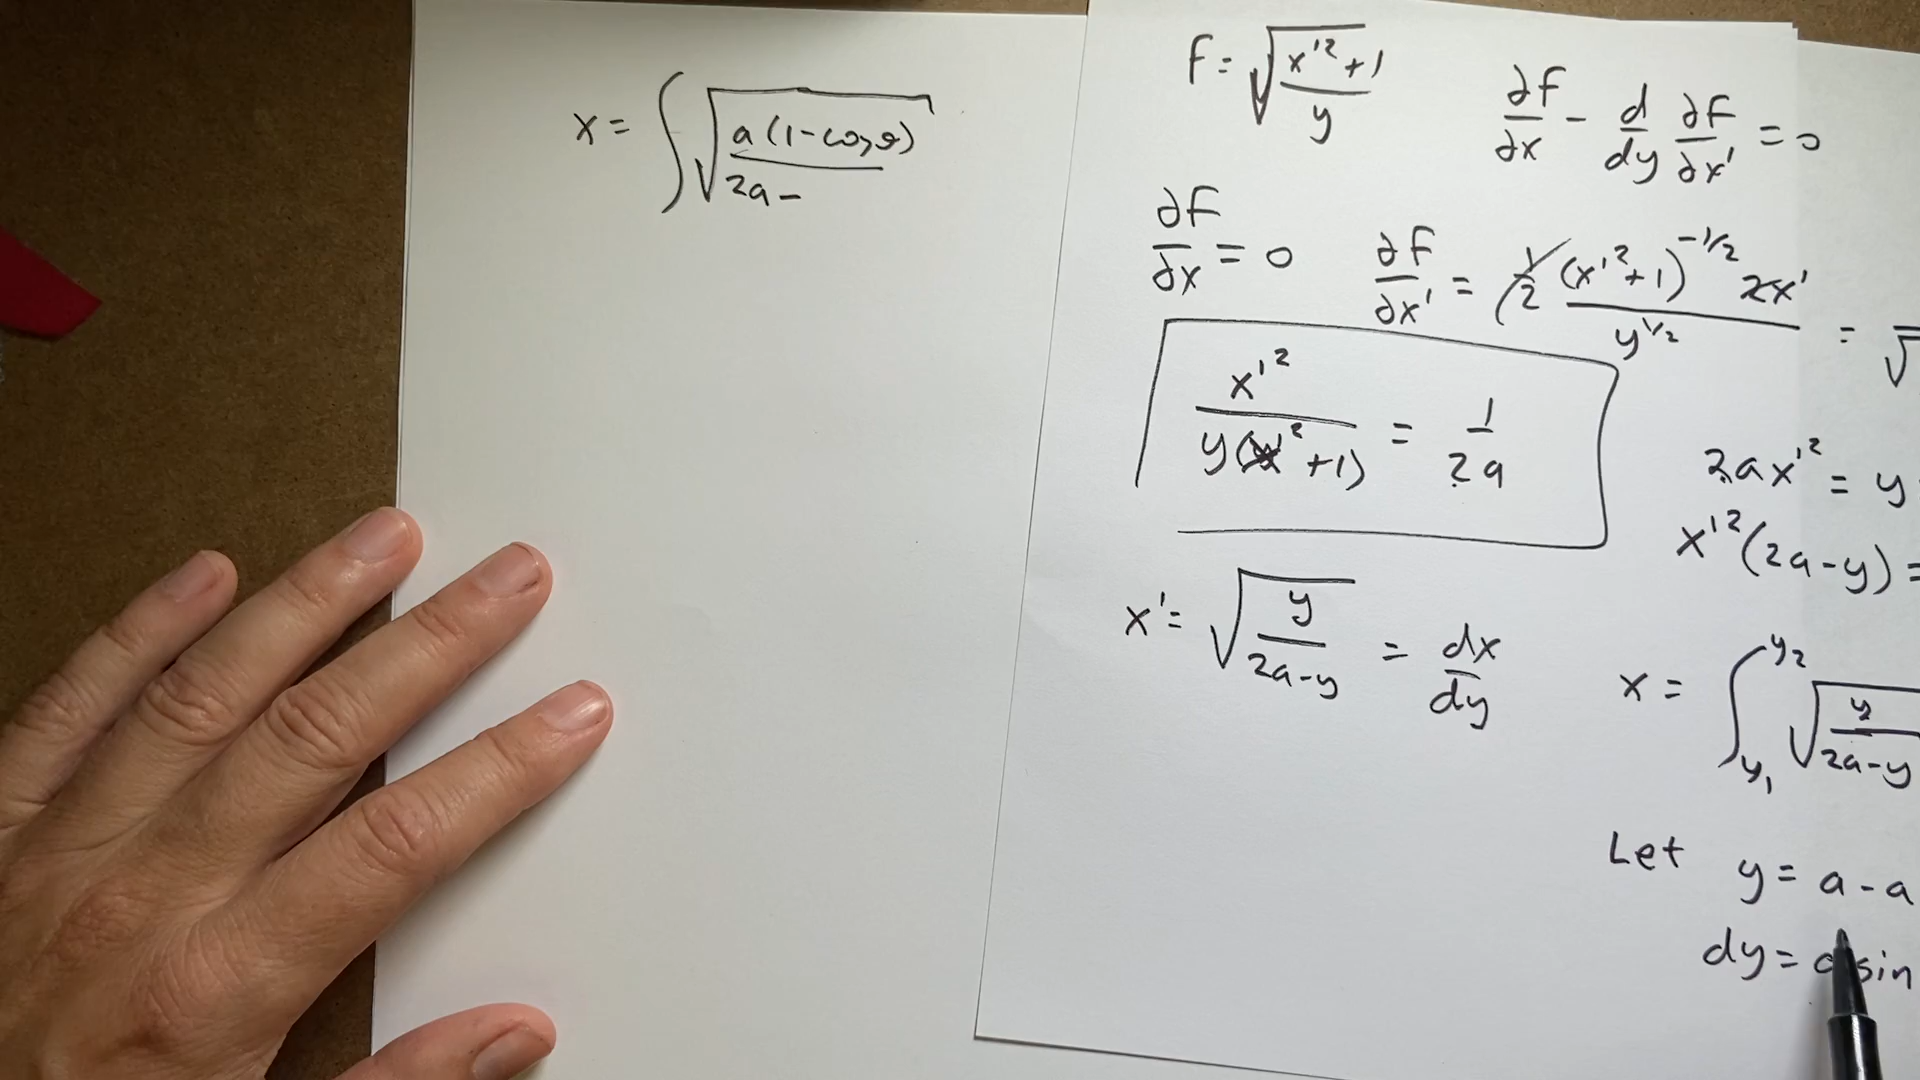 x = ∫ √(a(1-cosθ) / 2a -
F = √((x'² + 1) / y)
∂F/∂x - d/dy ∂F/∂x' = 0
∂F/∂x = 0
∂F/∂x' = (1/2 (x'² + 1)^(-1/2) 2x' / y^(1/2) = √
x'² / y(x'² + 1) = 1/2a
2ax'² = y
x'²(2a-y) =
x' = √(y / 2a-y) = dx/dy
x = ∫_y₁^y₂ √(y / 2a-y
Let y = a - a
dy = a sin